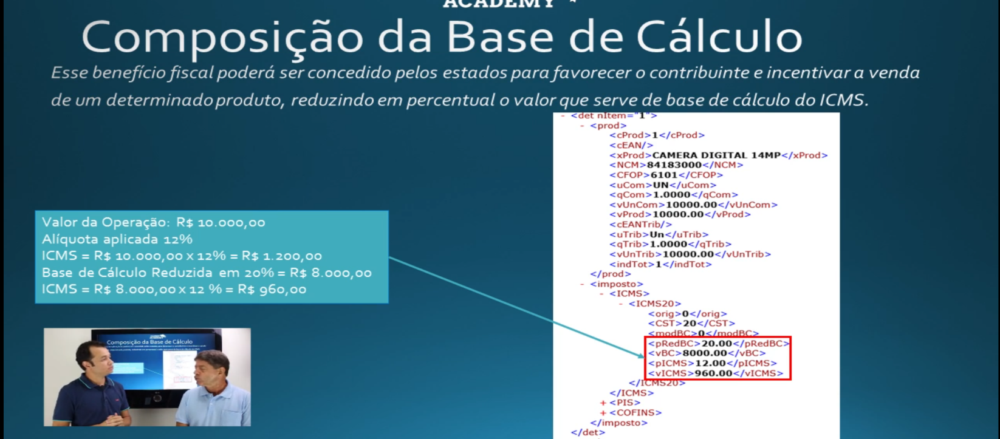 ACADEMY
Composição da Base de Cálculo
Esse benefício fiscal poderá ser concedido pelos estados para favorecer o contribuinte e incentivar a venda
de um determinado produto, reduzindo em percentual o valor que serve de base de cálculo do ICMS.
Valor da Operação: R$ 10.000,00
Alíquota aplicada 12%
ICMS = R$ 10.000,00 x 12% = R$ 1.200,00
Base de Cálculo Reduzida em 20% = R$ 8.000,00
ICMS = R$ 8.000,00 x 12 % = R$ 960,00
- <det nItem="1">
- <prod>
<cProd>1</cProd>
<cEAN/>
<xProd>CAMERA DIGITAL 14MP</xProd>
<NCM>84183000</NCM>
<CFOP>6101</CFOP>
<uCom>UN</uCom>
<qCom>1.0000</qCom>
<vUnCom>10000.00</vUnCom>
<vProd>10000.00</vProd>
<cEANTrib/>
<uTrib>Un</uTrib>
<qTrib>1.0000</qTrib>
<vUnTrib>10000.00</vUnTrib>
<indTot>1</indTot>
</prod>
- <imposto>
- <ICMS>
- <ICMS20>
<orig>0</orig>
<CST>20</CST>
<modBC>0</modBC>
<pRedBC>20.00</pRedBC>
<vBC>8000.00</vBC>
<pICMS>12.00</pICMS>
<vICMS>960.00</vICMS>
</ICMS20>
</ICMS>
+ <PIS>
+ <COFINS>
</imposto>
</det>
Composição da Base de Cálculo